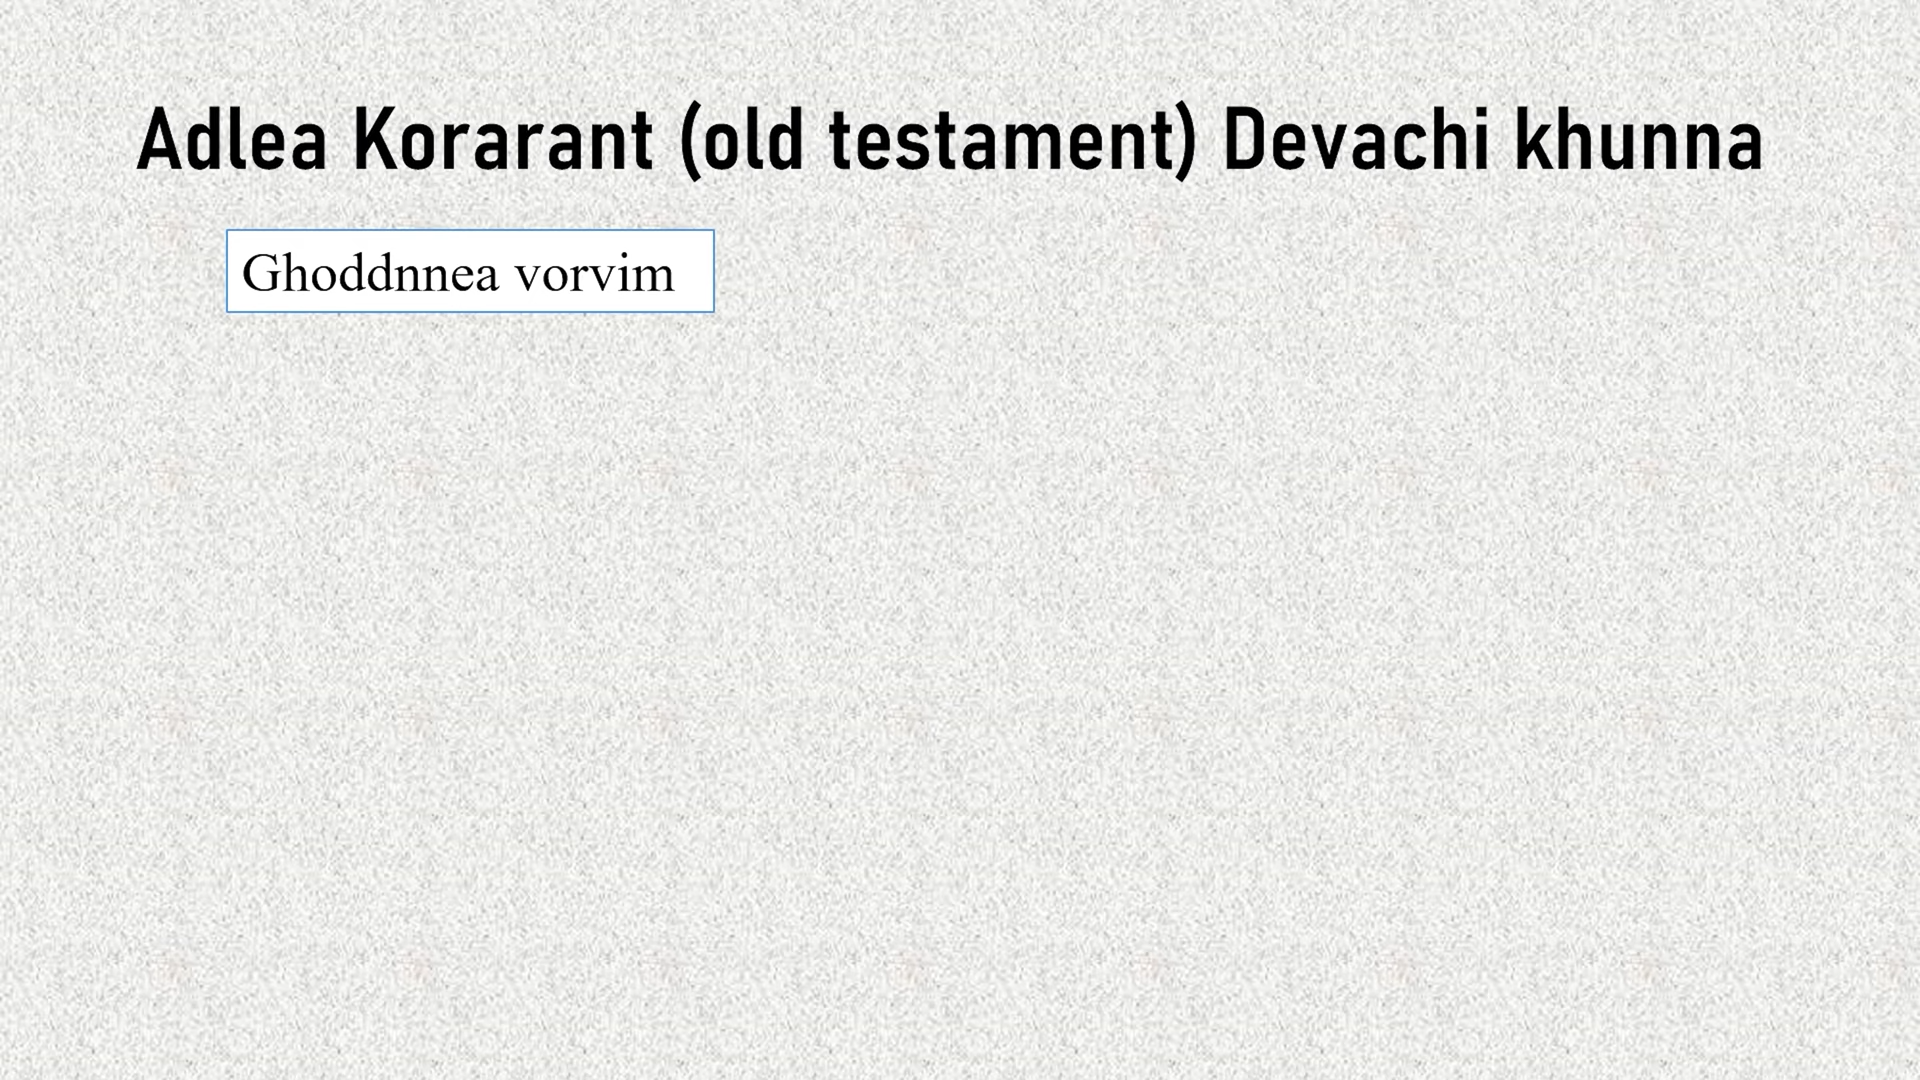 Adlea Korarant (old testament) Devachi khunna
Ghoddnnea vorvim